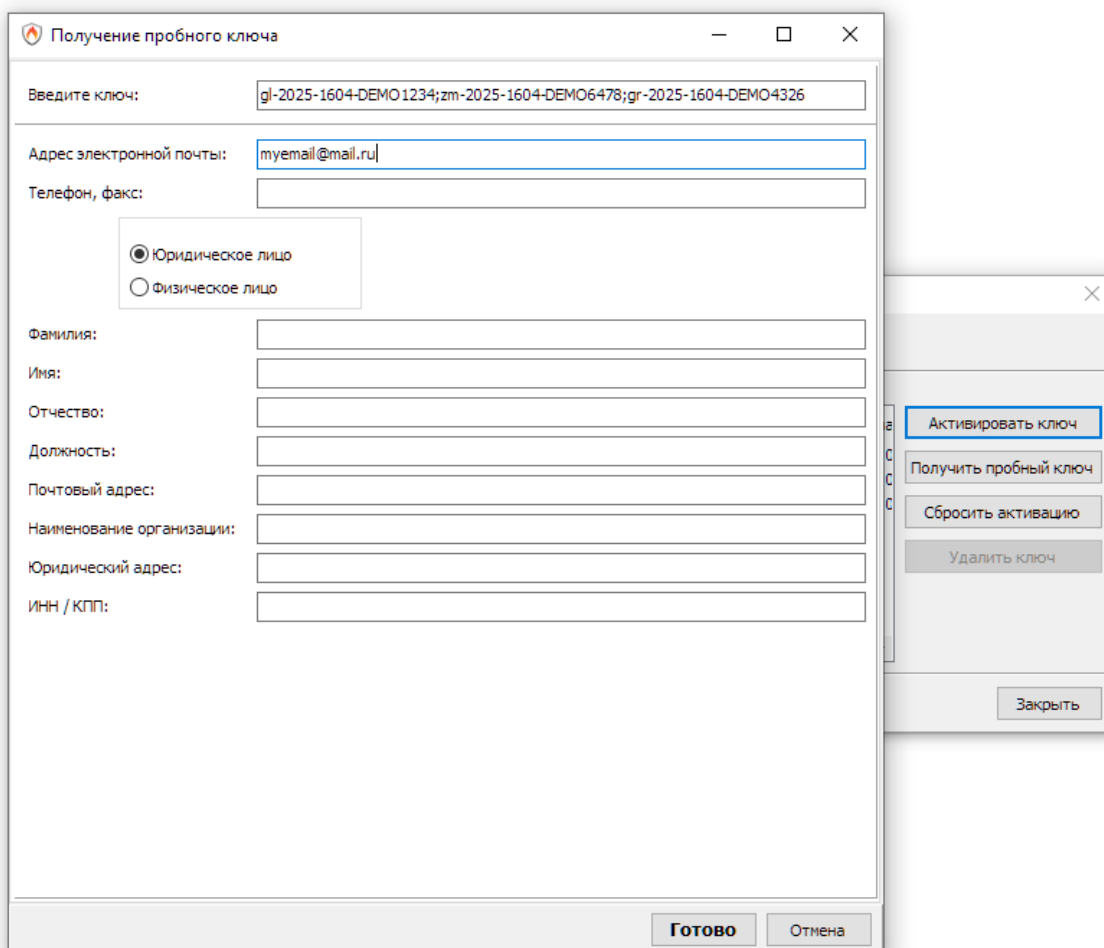 Получение пробного ключа
Введите ключ: gl-2025-1604-DEMO1234;zm-2025-1604-DEMO6478;gr-2025-1604-DEMO4326
Адрес электронной почты: myemail@mail.ru
Телефон, факс:
Юридическое лицо
Физическое лицо
Фамилия:
Имя:
Отчество:
Должность:
Почтовый адрес:
Наименование организации:
Юридический адрес:
ИНН / КПП:
Готово
Отмена
Активировать ключ
Получить пробный ключ
Сбросить активацию
Удалить ключ
Закрыть